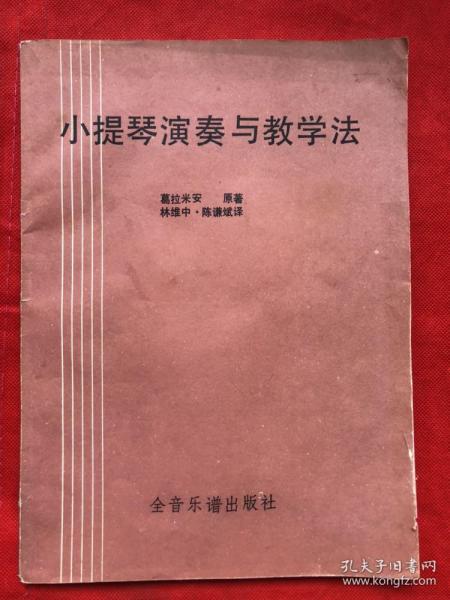 小提琴演奏与教学法
葛拉米安 原著
林维中·陈谦斌译
全音乐谱出版社
孔夫子旧书网
www.kongfz.com